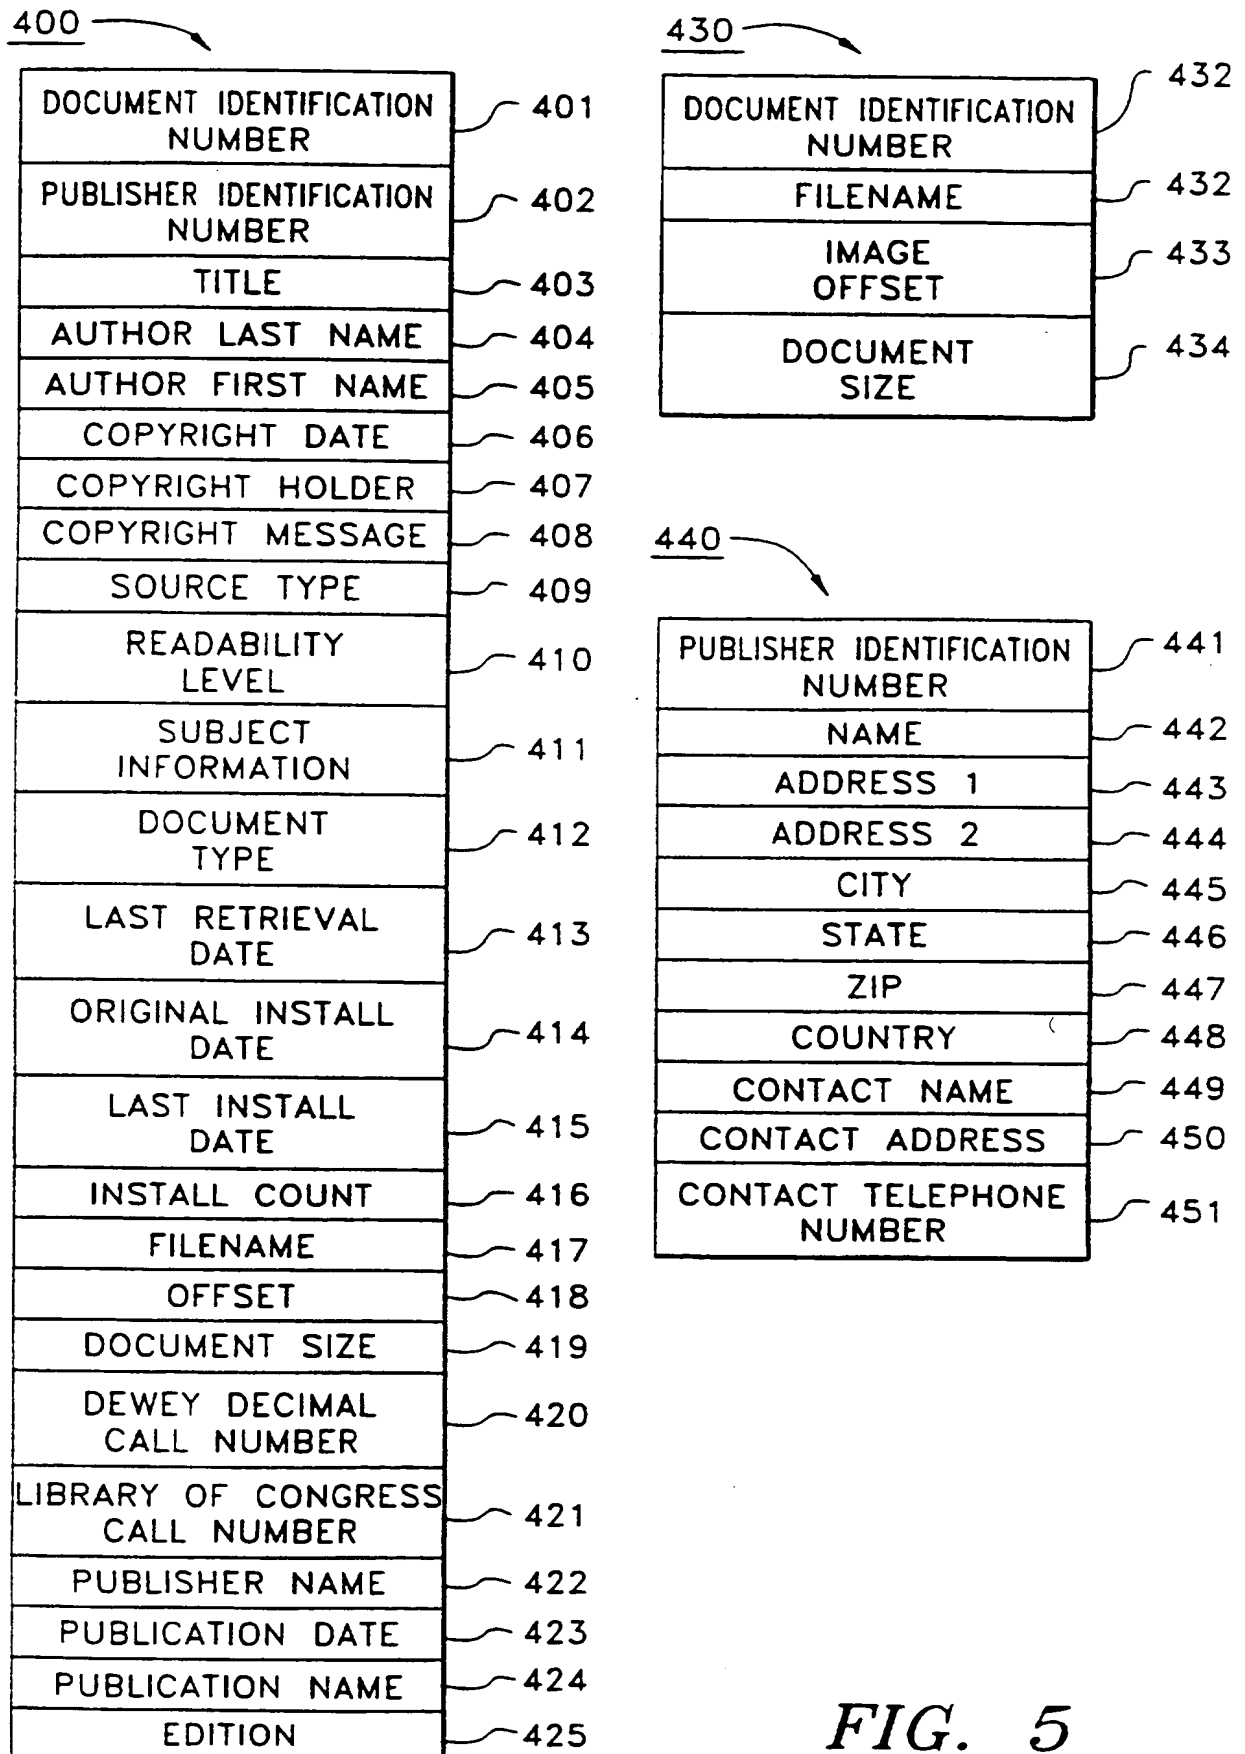 400
DOCUMENT IDENTIFICATION
NUMBER
401
PUBLISHER IDENTIFICATION
NUMBER
402
TITLE
403
AUTHOR LAST NAME
404
AUTHOR FIRST NAME
405
COPYRIGHT DATE
406
COPYRIGHT HOLDER
407
COPYRIGHT MESSAGE
408
SOURCE TYPE
409
READABILITY
LEVEL
410
SUBJECT
INFORMATION
411
DOCUMENT
TYPE
412
LAST RETRIEVAL
DATE
413
ORIGINAL INSTALL
DATE
414
LAST INSTALL
DATE
415
INSTALL COUNT
416
FILENAME
417
OFFSET
418
DOCUMENT SIZE
419
DEWEY DECIMAL
CALL NUMBER
420
LIBRARY OF CONGRESS
CALL NUMBER
421
PUBLISHER NAME
422
PUBLICATION DATE
423
PUBLICATION NAME
424
EDITION
425
430
DOCUMENT IDENTIFICATION
NUMBER
432
FILENAME
432
IMAGE
OFFSET
433
DOCUMENT
SIZE
434
440
PUBLISHER IDENTIFICATION
NUMBER
441
NAME
442
ADDRESS 1
443
ADDRESS 2
444
CITY
445
STATE
446
ZIP
447
COUNTRY
448
CONTACT NAME
449
CONTACT ADDRESS
450
CONTACT TELEPHONE
NUMBER
451
FIG. 5